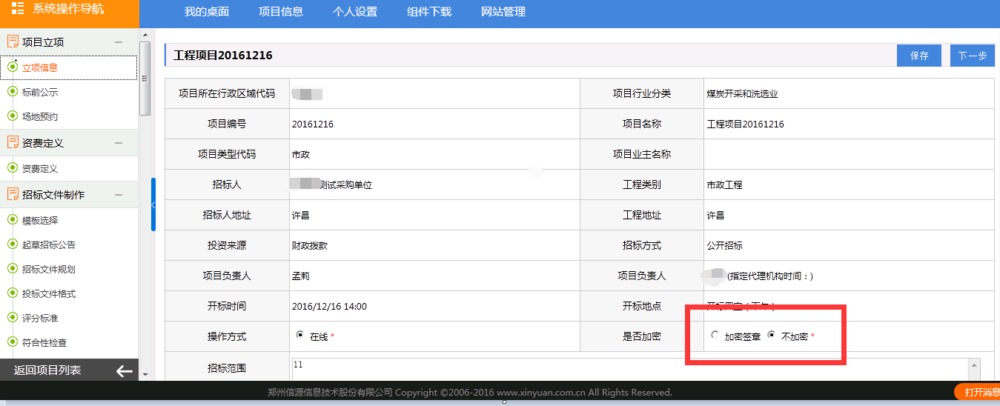 系统操作导航
我的桌面 项目信息 个人设置 组件下载 网站管理
项目立项
立项信息
标前公示
场地预约
资费定义
资费定义
招标文件制作
模板选择
起草招标公告
招标文件规划
投标文件格式
评分标准
符合性检查
返回项目列表
工程项目20161216 保存 下一步
项目所在行政区域代码 项目行业分类 煤炭开采和洗选业
项目编号 20161216 项目名称 工程项目20161216
项目类型代码 市政 项目业主名称
招标人 测试采购单位 工程类别 市政工程
招标人地址 许昌 工程地址 许昌
投资来源 财政拨款 招标方式 公开招标
项目负责人 孟莉 项目负责人 (指定代理机构时间：)
开标时间 2016/12/16 14:00 开标地点
操作方式 在线 * 是否加密 加密签章 不加密 *
招标范围 11
郑州信源信息技术股份有限公司 Copyright ©2006-2016 www.xinyuan.com.cn All Rights Reserved.
打开消息